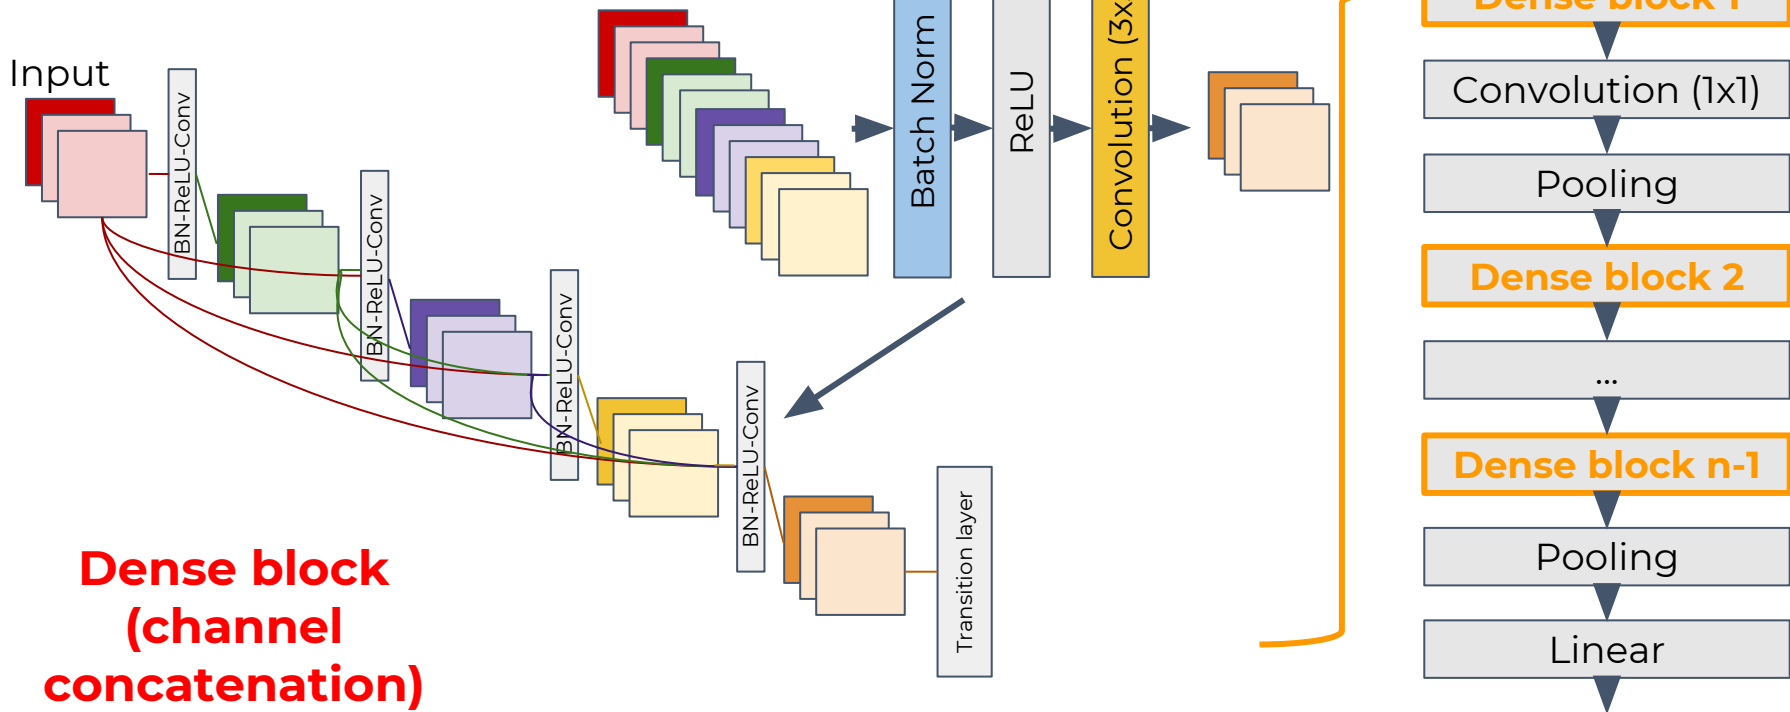 Input
BN-ReLU-Conv
BN-ReLU-Conv
BN-ReLU-Conv
BN-ReLU-Conv
Transition layer
Dense block
(channel
concatenation)
Batch Norm
ReLU
Convolution (3x
Dense block 1
Convolution (1x1)
Pooling
Dense block 2
...
Dense block n-1
Pooling
Linear